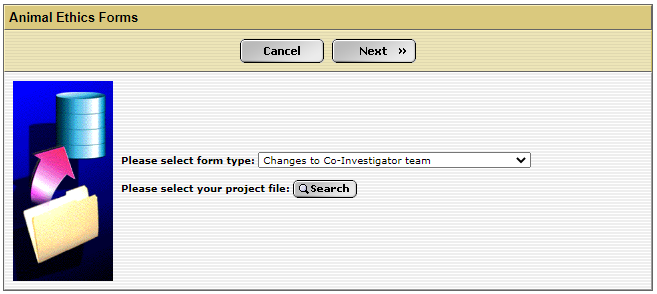 Animal Ethics Forms
Cancel
Next »
Please select form type: Changes to Co-Investigator team
Please select your project file: Search